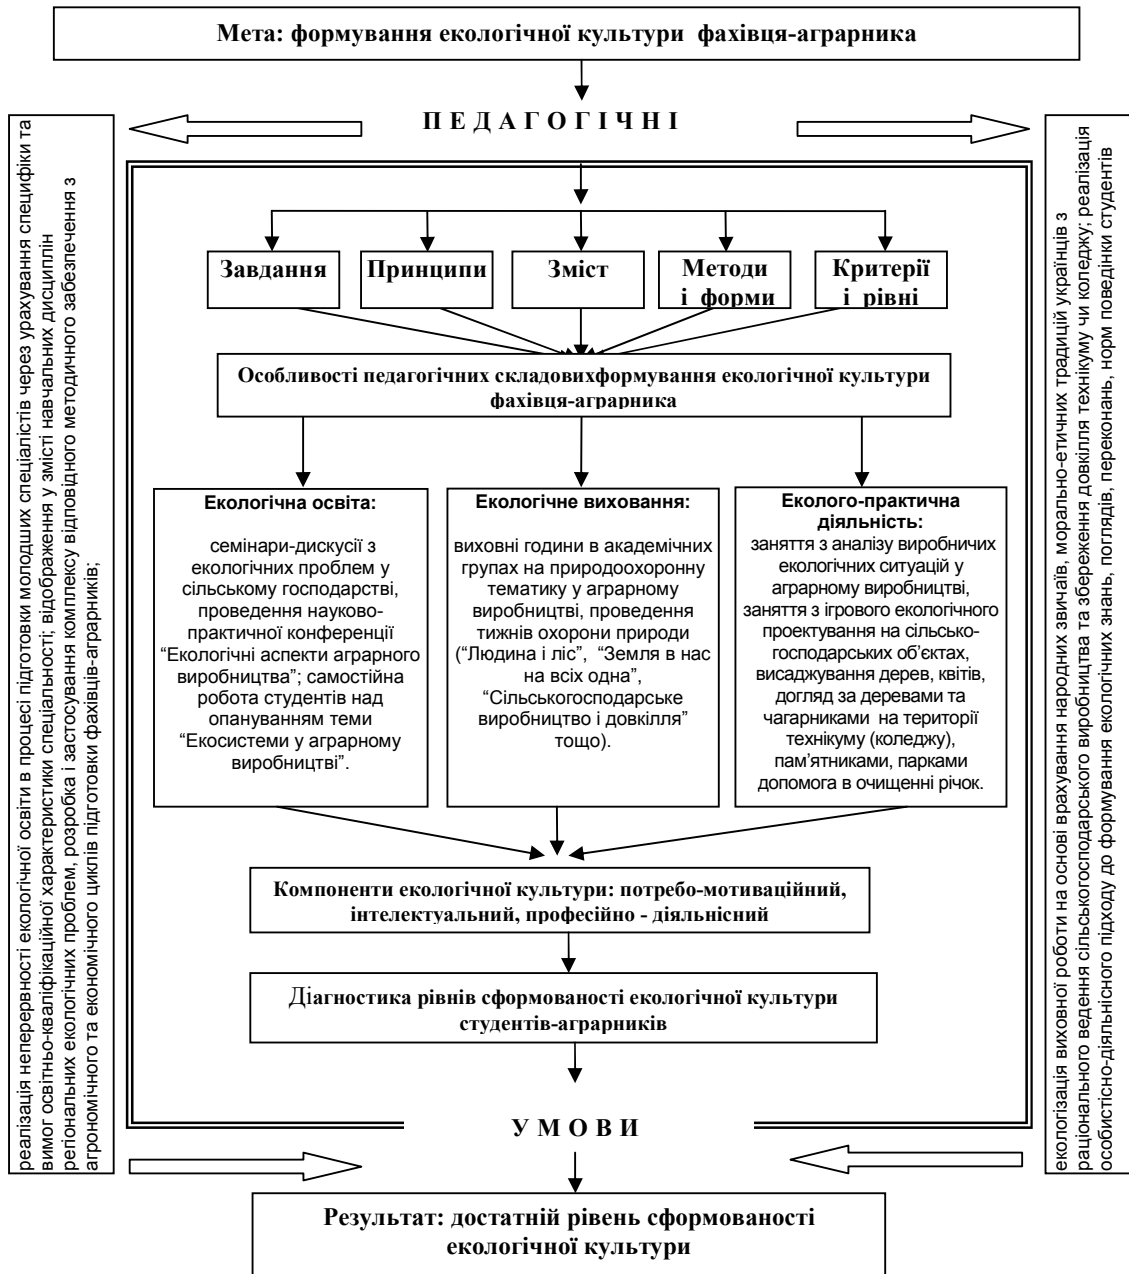 Мета: формування екологічної культури фахівця-аграрника
ПЕДАГОГІЧНІ
реалізація неперервності екологічної освіти в процесі підготовки молодших спеціалістів через урахування специфіки та
вимог освітньо-кваліфікаційної характеристики спеціальності; відображення у змісті навчальних дисциплін
регіональних екологічних проблем, розробка і застосування комплексу відповідного методичного забезпечення з
агрономічного та економічного циклів підготовки фахівців-аграрників;
Завдання
Принципи
Зміст
Методи
і форми
Критерії
і рівні
Особливості педагогічних складовихформування екологічної культури
фахівця-аграрника
Екологічна освіта:
семінари-дискусії з
екологічних проблем у
сільському господарстві,
проведення науково-
практичної конференції
“Екологічні аспекти аграрного
виробництва”; самостійна
робота студентів над
опануванням теми
“Екосистеми у аграрному
виробництві”.
Екологічне виховання:
виховні години в академічних
групах на природоохоронну
тематику у аграрному
виробництві, проведення
тижнів охорони природи
(“Людина і ліс”, “Земля в нас
на всіх одна”,
“Сільськогосподарське
виробництво і довкілля”
тощо).
Еколого-практична
діяльність:
заняття з аналізу виробничих
екологічних ситуацій у
аграрному виробництві,
заняття з ігрового екологічного
проектування на сільсько-
господарських об’єктах,
висаджування дерев, квітів,
догляд за деревами та
чагарниками на території
технікуму (коледжу),
пам’ятниками, парками
допомога в очищенні річок.
Компоненти екологічної культури: потребо-мотиваційний,
інтелектуальний, професійно - діяльнісний
Діагностика рівнів сформованості екологічної культури
студентів-аграрників
екологізація виховної роботи на основі врахування народних звичаїв, морально-етичних традицій українців з
раціонального ведення сільськогосподарського виробництва та збереження довкілля технікуму чи коледжу; реалізація
особистісно-діяльнісного підходу до формування екологічних знань, поглядів, переконань, норм поведінки студентів
УМОВИ
Результат: достатній рівень сформованості
екологічної культури